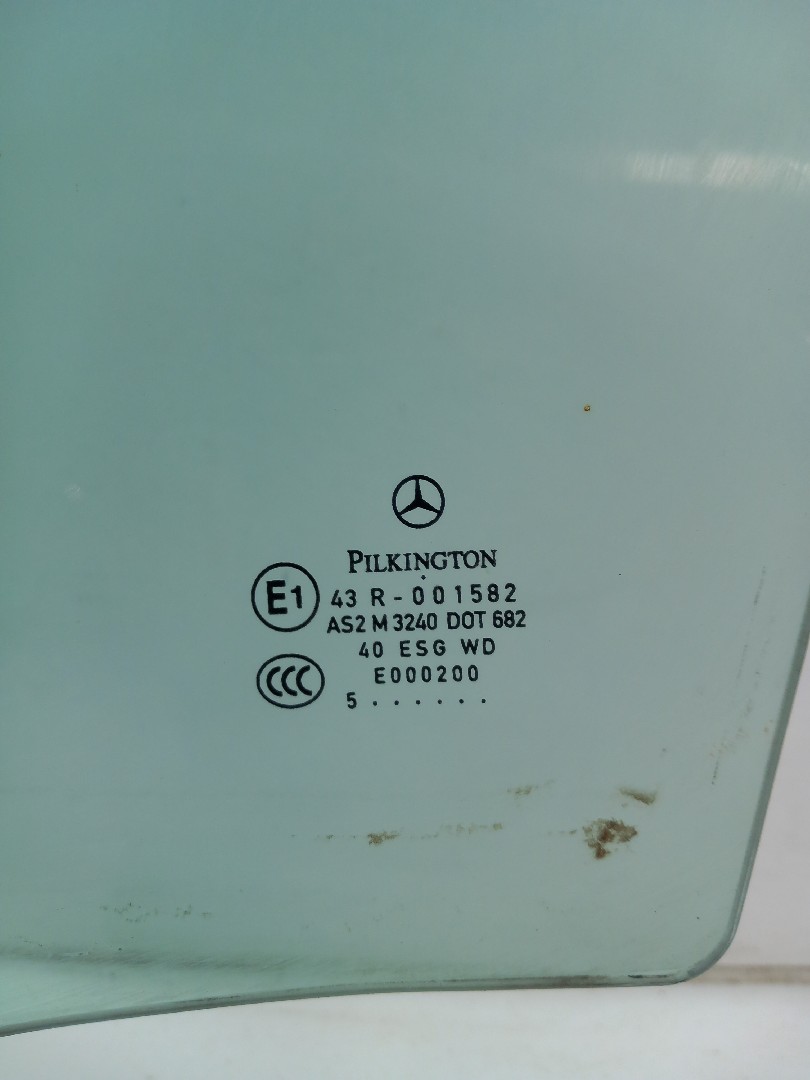 PILKINGTON
E1 43 R - 001582
AS2 M 3240 DOT 682
40 ESG WD
CCC E000200
5 . . . . . .